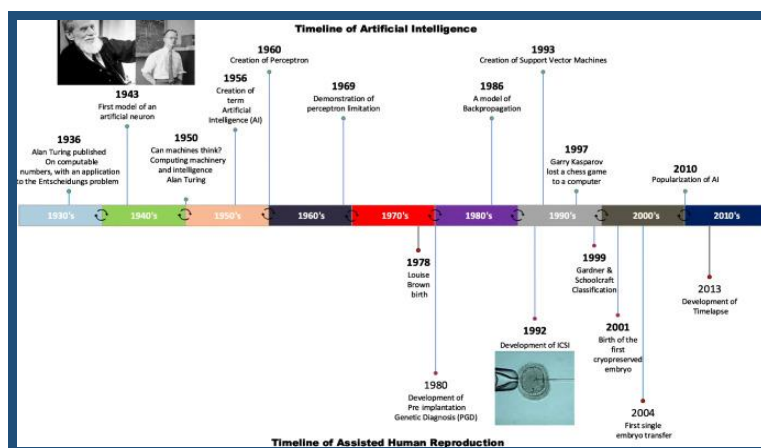 Timeline of Artificial Intelligence
1936
Alan Turing published
On computable
numbers, with an application
to the Entscheidungs problem
1943
First model of an
artificial neuron
1950
Can machines think?
Computing machinery
and intelligence
Alan Turing
1956
Creation of
term
Artificial
Intelligence (AI)
1960
Creation of Perceptron
1969
Demonstration of
perceptron limitation
1986
A model of
Backpropagation
1993
Creation of Support Vector Machines
1997
Garry Kasparov
lost a chess game
to a computer
2010
Popularization of AI
1930's
1940's
1950's
1960's
1970's
1980's
1990's
2000's
2010's
1978
Louise
Brown
birth
1980
Development of
Pre implantation
Genetic Diagnosis (PGD)
1992
Development of ICSI
1999
Gardner &
Schoolcraft
Classification
2001
Birth of the
first
cryopreserved
embryo
2004
First single
embryo transfer
2013
Development of
Timelapse
Timeline of Assisted Human Reproduction